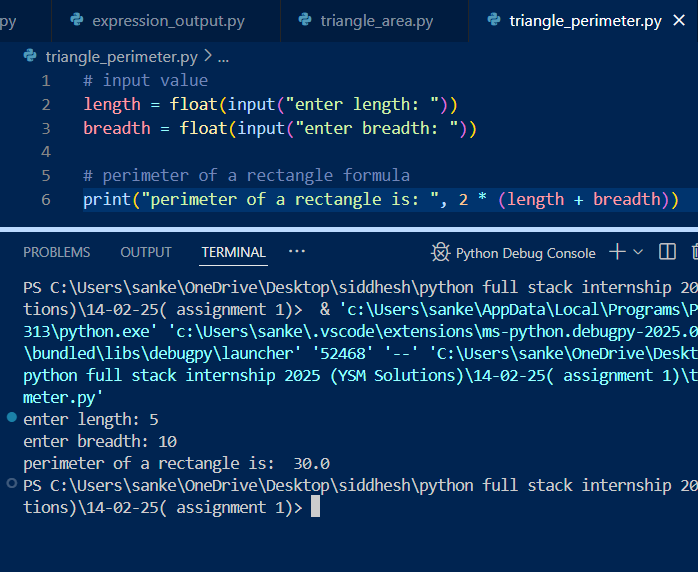 py expression_output.py triangle_area.py triangle_perimeter.py
triangle_perimeter.py > ...
1 # input value
2 length = float(input("enter length: "))
3 breadth = float(input("enter breadth: "))
4
5 # perimeter of a rectangle formula
6 print("perimeter of a rectangle is: ", 2 * (length + breadth))
PROBLEMS OUTPUT TERMINAL ··· Python Debug Console
PS C:\Users\sanke\OneDrive\Desktop\siddhesh\python full stack internship 20
tions)\14-02-25( assignment 1)> & 'c:\Users\sanke\AppData\Local\Programs\P
313\python.exe' 'c:\Users\sanke\.vscode\extensions\ms-python.debugpy-2025.0
\bundled\libs\debugpy\launcher' '52468' '--' 'C:\Users\sanke\OneDrive\Deskt
python full stack internship 2025 (YSM Solutions)\14-02-25( assignment 1)\t
meter.py'
enter length: 5
enter breadth: 10
perimeter of a rectangle is:  30.0
PS C:\Users\sanke\OneDrive\Desktop\siddhesh\python full stack internship 20
tions)\14-02-25( assignment 1)>